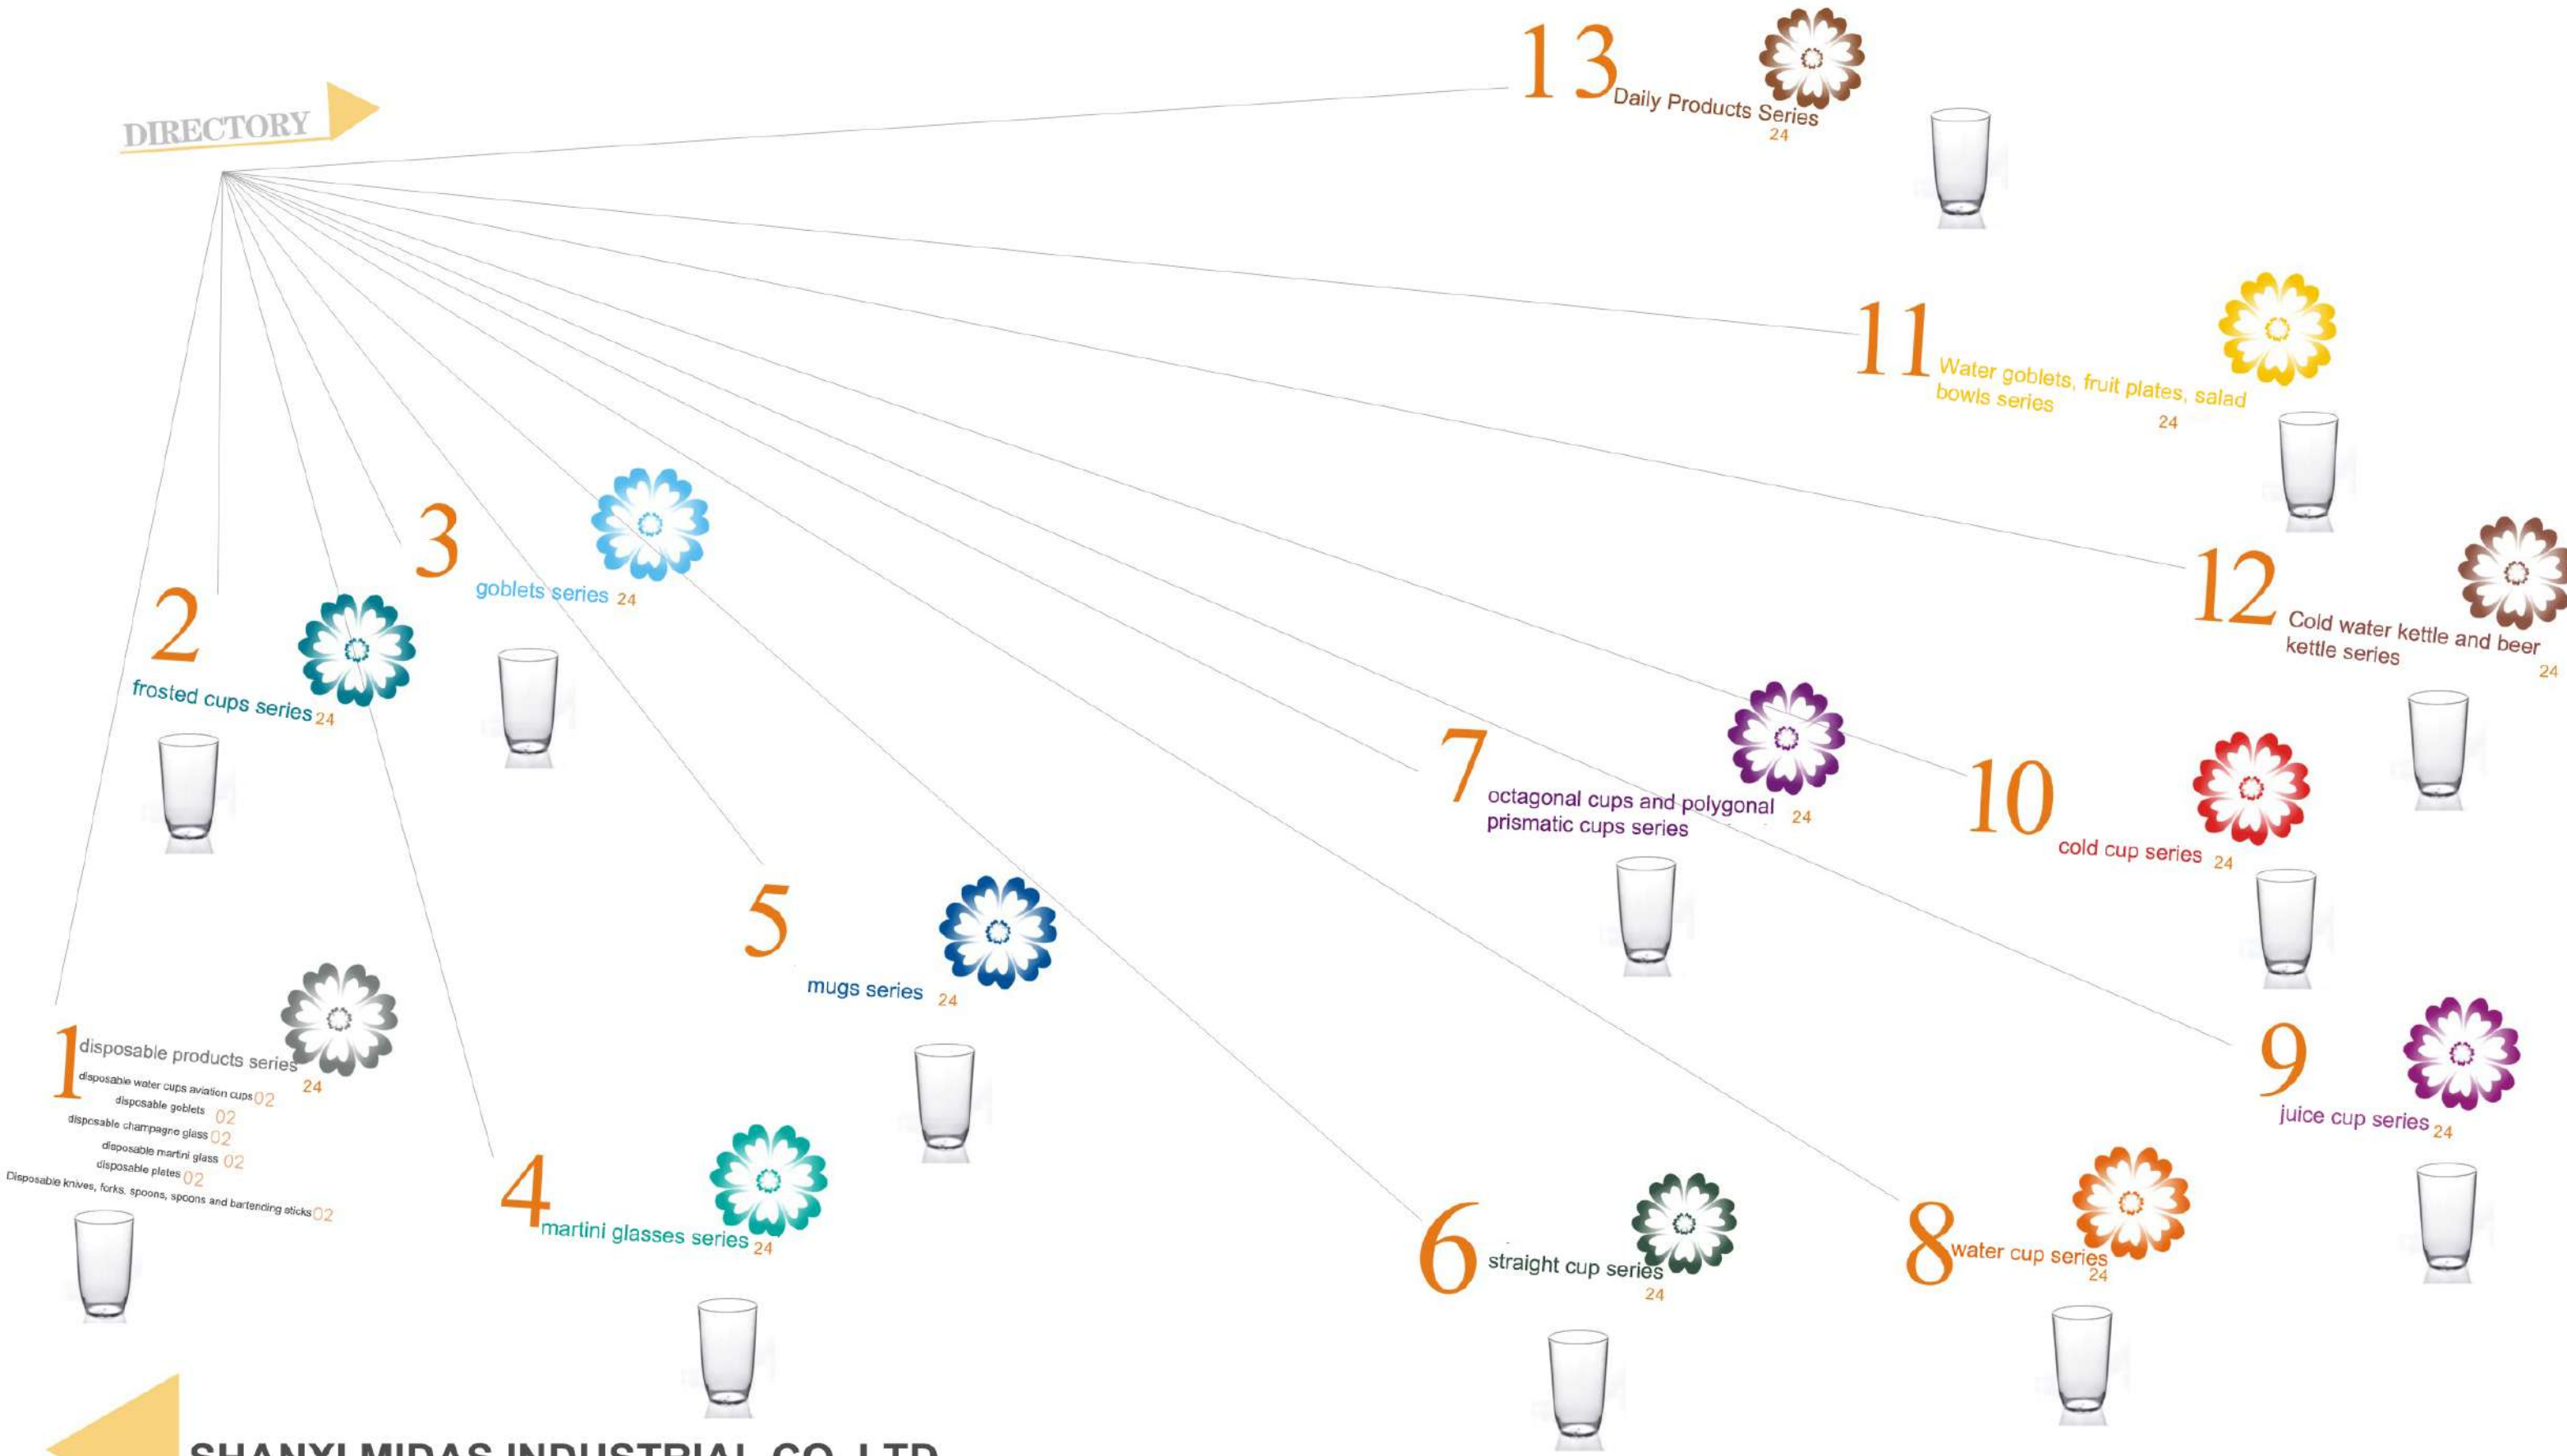 DIRECTORY
13
Daily Products Series
24
11
Water goblets, fruit plates, salad
bowls series
24
12
Cold water kettle and beer
kettle series
24
3
goblets series 24
2
frosted cups series 24
7
octagonal cups and polygonal
prismatic cups series
24
10
cold cup series 24
5
mugs series 24
9
juice cup series 24
1
disposable products series
24
disposable water cups aviation cups 02
disposable goblets 02
disposable champagne glass 02
disposable martini glass 02
disposable plates 02
Disposable knives, forks, spoons, spoons and bartending sticks 02
4
martini glasses series 24
6
straight cup series
24
8
water cup series
24
SHANXI MIDAS INDUSTRIAL CO.,LTD